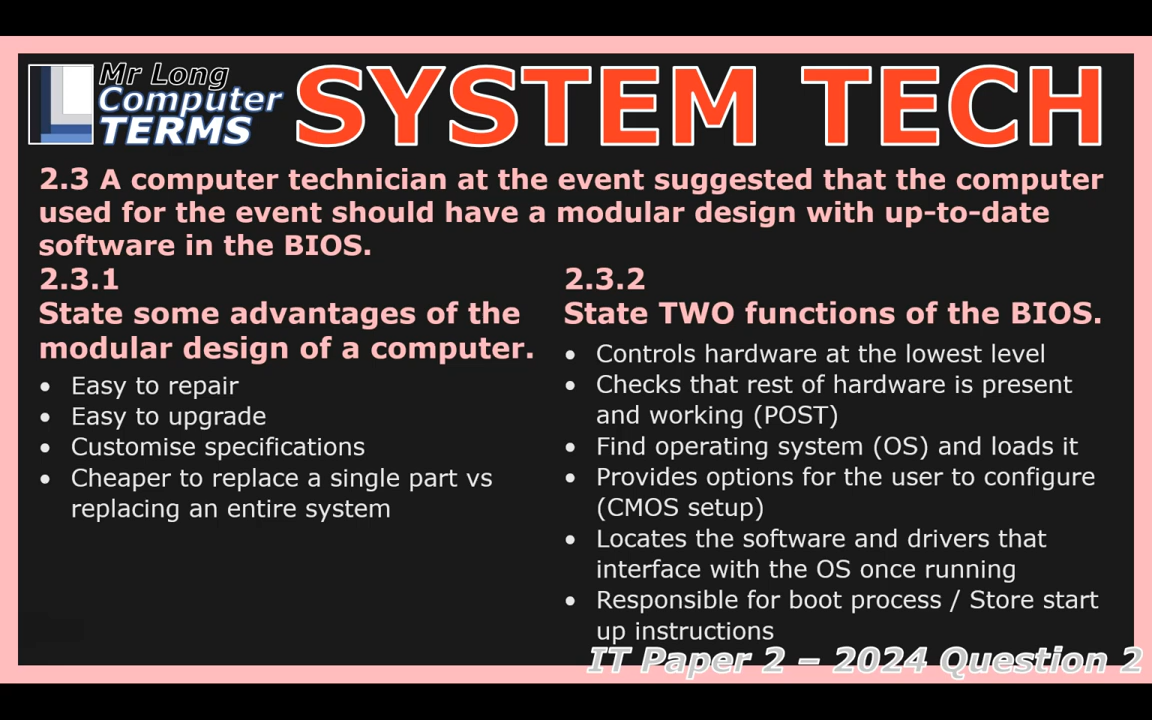 Mr Long
Computer
TERMS
SYSTEM TECH
2.3 A computer technician at the event suggested that the computer
used for the event should have a modular design with up-to-date
software in the BIOS.
2.3.1
State some advantages of the
modular design of a computer.
• Easy to repair
• Easy to upgrade
• Customise specifications
• Cheaper to replace a single part vs
replacing an entire system
2.3.2
State TWO functions of the BIOS.
• Controls hardware at the lowest level
• Checks that rest of hardware is present
and working (POST)
• Find operating system (OS) and loads it
• Provides options for the user to configure
(CMOS setup)
• Locates the software and drivers that
interface with the OS once running
• Responsible for boot process / Store start
up instructions
IT Paper 2 – 2024 Question 2